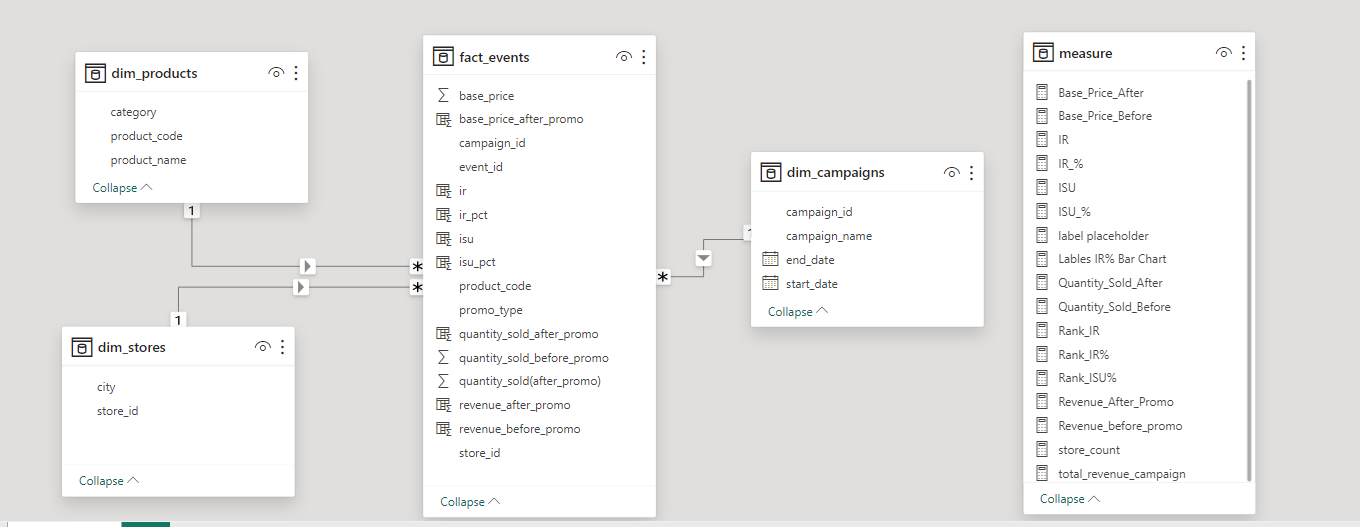 dim_products
category
product_code
product_name
Collapse
1
*
*
1
dim_stores
city
store_id
Collapse
fact_events
base_price
base_price_after_promo
campaign_id
event_id
ir
ir_pct
isu
isu_pct
product_code
promo_type
quantity_sold_after_promo
quantity_sold_before_promo
quantity_sold(after_promo)
revenue_after_promo
revenue_before_promo
store_id
Collapse
*
1
dim_campaigns
campaign_id
campaign_name
end_date
start_date
Collapse
measure
Base_Price_After
Base_Price_Before
IR
IR_%
ISU
ISU_%
label placeholder
Lables IR% Bar Chart
Quantity_Sold_After
Quantity_Sold_Before
Rank_IR
Rank_IR%
Rank_ISU%
Revenue_After_Promo
Revenue_before_promo
store_count
total_revenue_campaign
Collapse